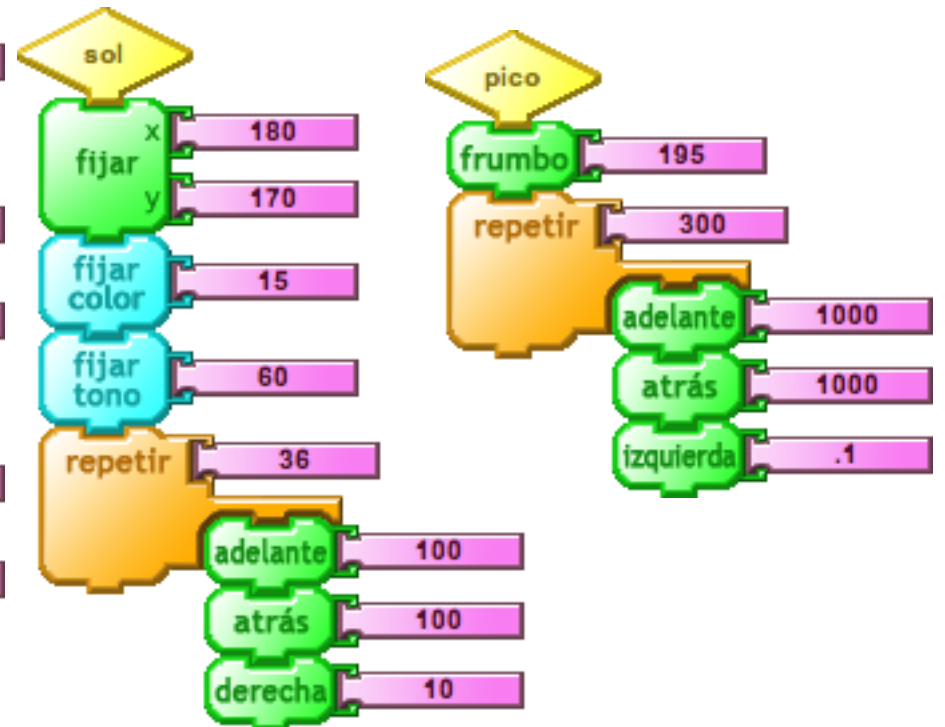 sol
x 180
fijar
y 170
fijar
color 15
fijar
tono 60
repetir 36
adelante 100
atrás 100
derecha 10
pico
frumbo 195
repetir 300
adelante 1000
atrás 1000
izquierda .1